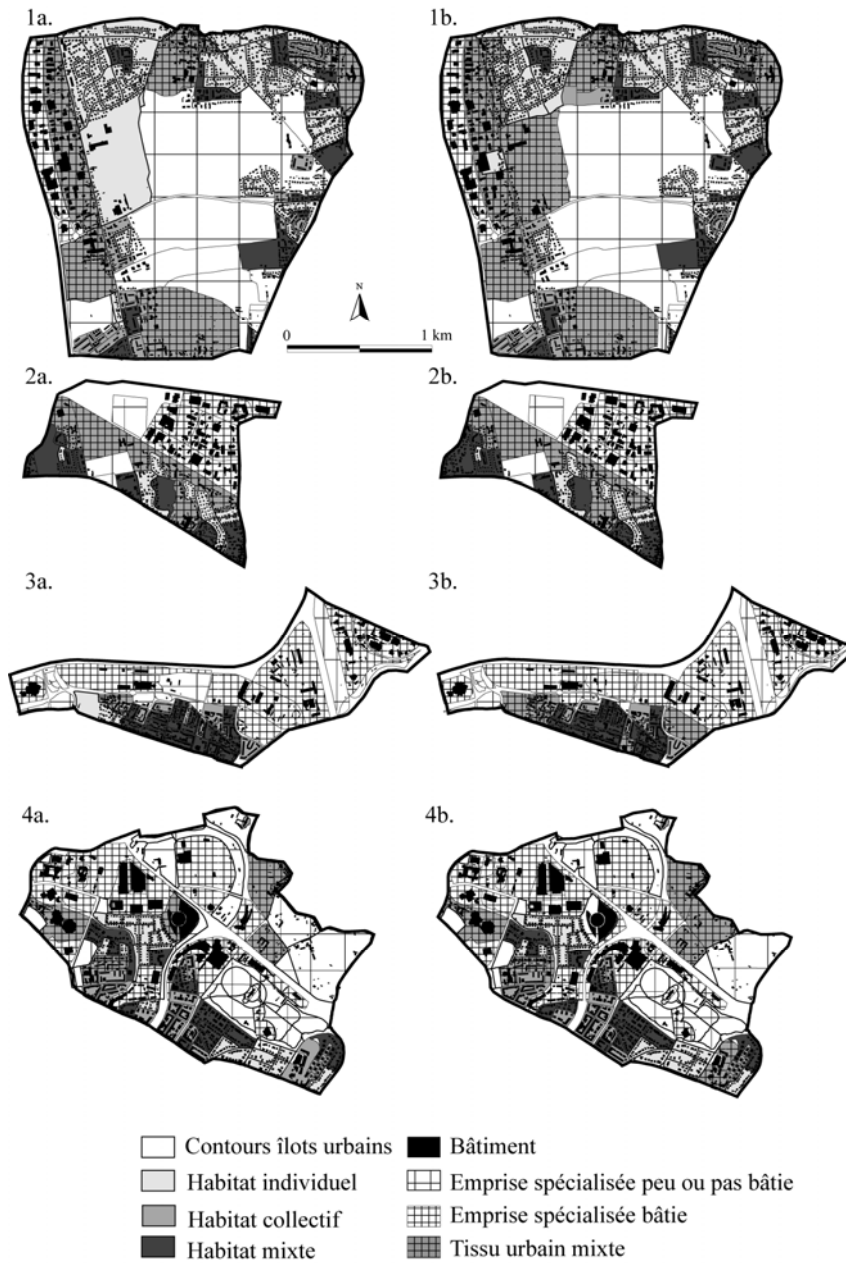 1a. 1b.
N
0 1 km
2a. 2b.
3a. 3b.
4a. 4b.
Contours îlots urbains Bâtiment
Habitat individuel Emprise spécialisée peu ou pas bâtie
Habitat collectif Emprise spécialisée bâtie
Habitat mixte Tissu urbain mixte